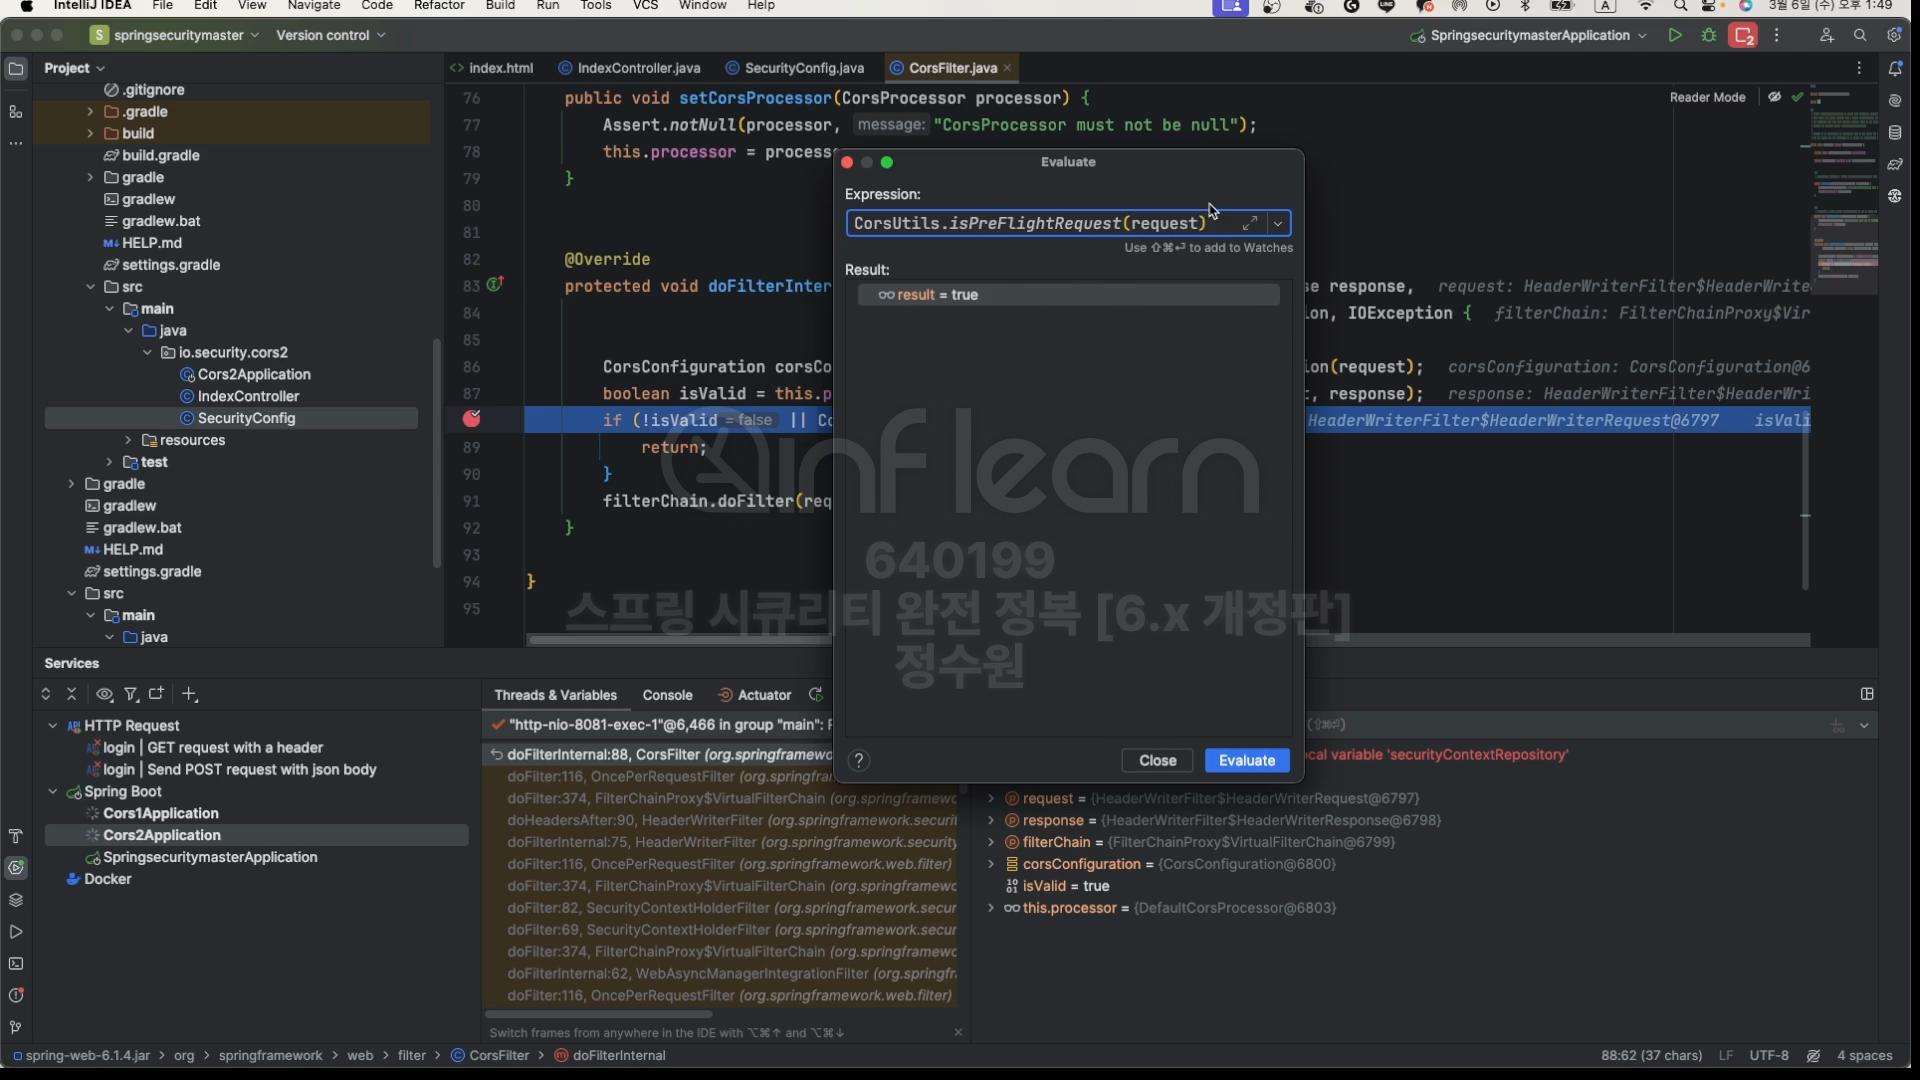 IntelliJ IDEA File Edit View Navigate Code Refactor Build Run Tools VCS Window Help A 3월 6일 (수) 오후 1:49
S springsecuritymaster Version control SpringsecuritymasterApplication 2
Project
.gitignore
.gradle
build
build.gradle
gradle
gradlew
gradlew.bat
HELP.md
settings.gradle
src
main
java
io.security.cors2
Cors2Application
IndexController
SecurityConfig
resources
test
gradle
gradlew
gradlew.bat
HELP.md
settings.gradle
src
main
java
index.html IndexController.java SecurityConfig.java CorsFilter.java
Reader Mode
76 public void setCorsProcessor(CorsProcessor processor) {
77 Assert.notNull(processor, message: "CorsProcessor must not be null");
78 this.processor = process
79 }
80
81
82 @Override
83 protected void doFilterInter se response, request: HeaderWriterFilter$HeaderWrite
84 on, IOException { filterChain: FilterChainProxy$Vir
85
86 CorsConfiguration corsCo on(request); corsConfiguration: CorsConfiguration@6
87 boolean isValid = this.p , response); response: HeaderWriterFilter$HeaderWri
if (!isValid = false || Co HeaderWriterFilter$HeaderWriterRequest@6797 isVali
89 return;
90 }
91 filterChain.doFilter(req
92 }
93
94 }
95
Evaluate
Expression:
CorsUtils.isPreFlightRequest(request)
Use ⇧⌘⏎ to add to Watches
Result:
result = true
? Close Evaluate
inflearn
640199
스프링 시큐리티 완전 정복 [6.x 개정판]
정수원
Services
HTTP Request
login | GET request with a header
login | Send POST request with json body
Spring Boot
Cors1Application
Cors2Application
SpringsecuritymasterApplication
Docker
Threads & Variables Console Actuator
"http-nio-8081-exec-1"@6,466 in group "main": (⇧⌘⏎)
doFilterInternal:88, CorsFilter (org.springframewo
doFilter:116, OncePerRequestFilter (org.springfran
doFilter:374, FilterChainProxy$VirtualFilterChain (org.springframewo
doHeadersAfter:90, HeaderWriterFilter (org.springframework.securit
doFilterInternal:75, HeaderWriterFilter (org.springframework.security
doFilter:116, OncePerRequestFilter (org.springframework.web.filter)
doFilter:374, FilterChainProxy$VirtualFilterChain (org.springframewo
doFilter:82, SecurityContextHolderFilter (org.springframework.secur
doFilter:69, SecurityContextHolderFilter (org.springframework.secur
doFilter:374, FilterChainProxy$VirtualFilterChain (org.springframewo
doFilterInternal:62, WebAsyncManagerIntegrationFilter (org.springfr
doFilter:116, OncePerRequestFilter (org.springframework.web.filter)
Switch frames from anywhere in the IDE with ⌥⌘↑ and ⌥⌘↓
cal variable 'securityContextRepository'
request = {HeaderWriterFilter$HeaderWriterRequest@6797}
response = {HeaderWriterFilter$HeaderWriterResponse@6798}
filterChain = {FilterChainProxy$VirtualFilterChain@6799}
corsConfiguration = {CorsConfiguration@6800}
isValid = true
this.processor = {DefaultCorsProcessor@6803}
spring-web-6.1.4.jar > org > springframework > web > filter > CorsFilter > doFilterInternal 88:62 (37 chars) LF UTF-8 4 spaces